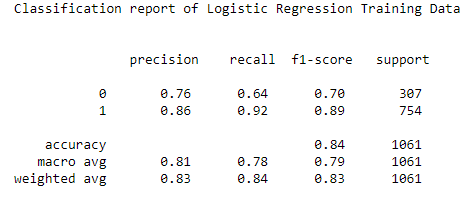 Classification report of Logistic Regression Training Data
precision recall f1-score support
0 0.76 0.64 0.70 307
1 0.86 0.92 0.89 754
accuracy 0.84 1061
macro avg 0.81 0.78 0.79 1061
weighted avg 0.83 0.84 0.83 1061